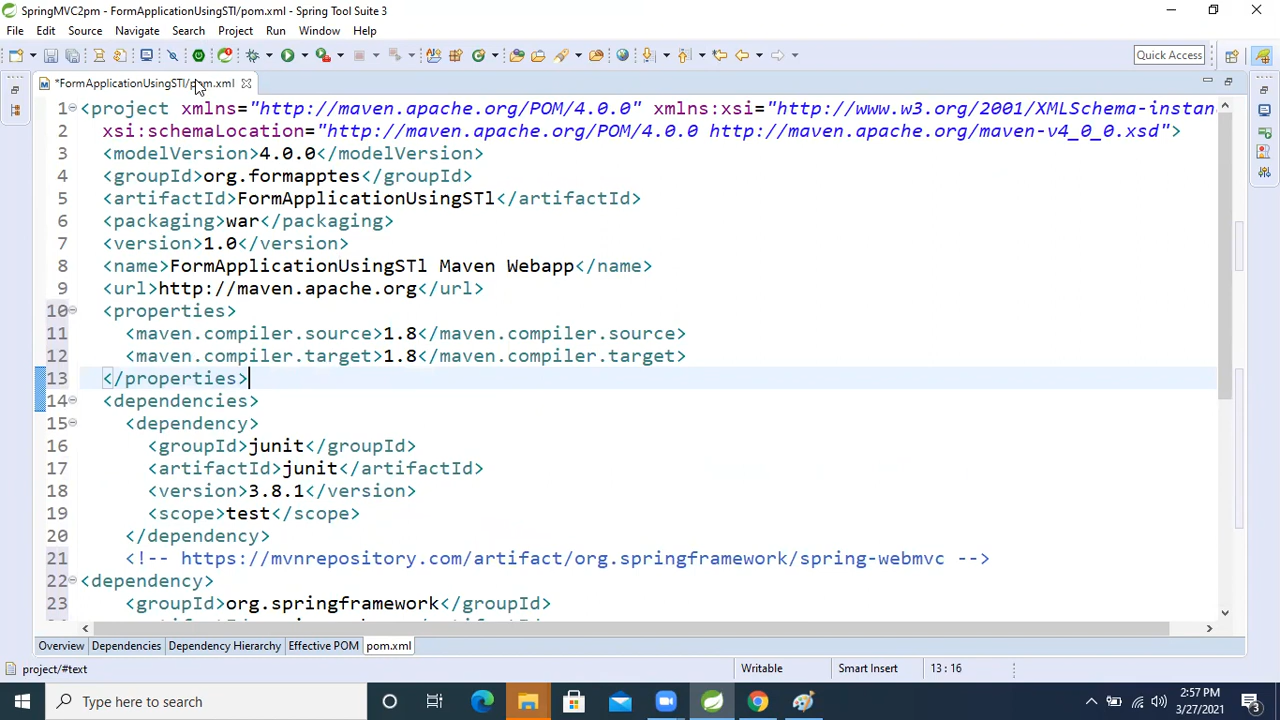 SpringMVC2pm - FormApplicationUsingSTl/pom.xml - Spring Tool Suite 3
File Edit Source Navigate Search Project Run Window Help
Quick Access
*FormApplicationUsingSTl/pom.xml
1 <project xmlns="http://maven.apache.org/POM/4.0.0" xmlns:xsi="http://www.w3.org/2001/XMLSchema-instanc
2 xsi:schemaLocation="http://maven.apache.org/POM/4.0.0 http://maven.apache.org/maven-v4_0_0.xsd">
3 <modelVersion>4.0.0</modelVersion>
4 <groupId>org.formapptes</groupId>
5 <artifactId>FormApplicationUsingSTl</artifactId>
6 <packaging>war</packaging>
7 <version>1.0</version>
8 <name>FormApplicationUsingSTl Maven Webapp</name>
9 <url>http://maven.apache.org</url>
10 <properties>
11 <maven.compiler.source>1.8</maven.compiler.source>
12 <maven.compiler.target>1.8</maven.compiler.target>
13 </properties>
14 <dependencies>
15 <dependency>
16 <groupId>junit</groupId>
17 <artifactId>junit</artifactId>
18 <version>3.8.1</version>
19 <scope>test</scope>
20 </dependency>
21 <!-- https://mvnrepository.com/artifact/org.springframework/spring-webmvc -->
22 <dependency>
23 <groupId>org.springframework</groupId>
Overview Dependencies Dependency Hierarchy Effective POM pom.xml
project/#text Writable Smart Insert 13 : 16
Type here to search
2:57 PM
3/27/2021
3